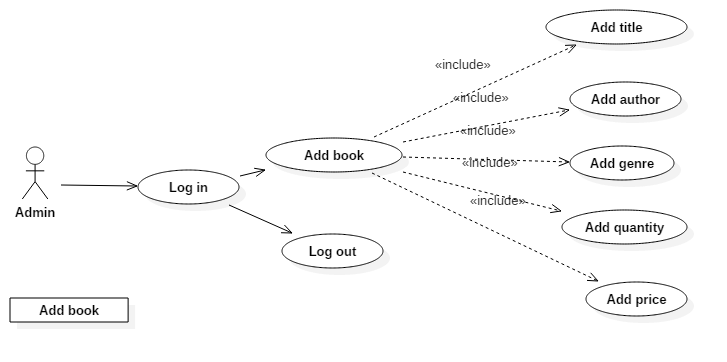 Add title
«include»
«include»
Add author
«include»
Add book
«include»
Add genre
Log in
Admin
«include»
Add quantity
Log out
Add price
Add book